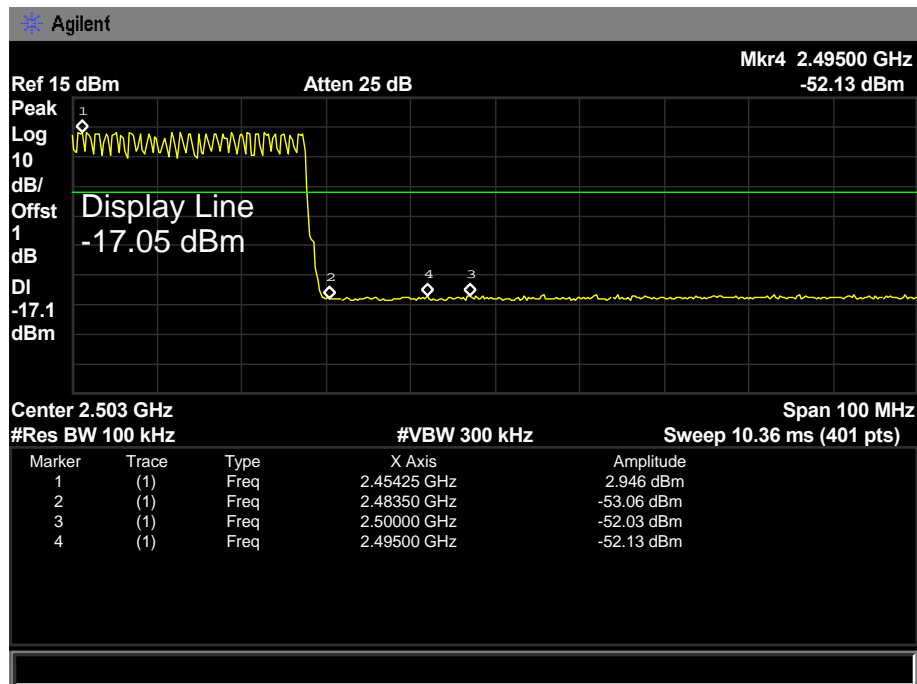 Agilent
Mkr4 2.49500 GHz
Ref 15 dBm Atten 25 dB -52.13 dBm
Peak
Log
10
dB/
Offst
1
dB
DI
-17.1
dBm
1
Display Line
-17.05 dBm
2 4 3
Center 2.503 GHz Span 100 MHz
#Res BW 100 kHz #VBW 300 kHz Sweep 10.36 ms (401 pts)
Marker Trace Type X Axis Amplitude
1 (1) Freq 2.45425 GHz 2.946 dBm
2 (1) Freq 2.48350 GHz -53.06 dBm
3 (1) Freq 2.50000 GHz -52.03 dBm
4 (1) Freq 2.49500 GHz -52.13 dBm